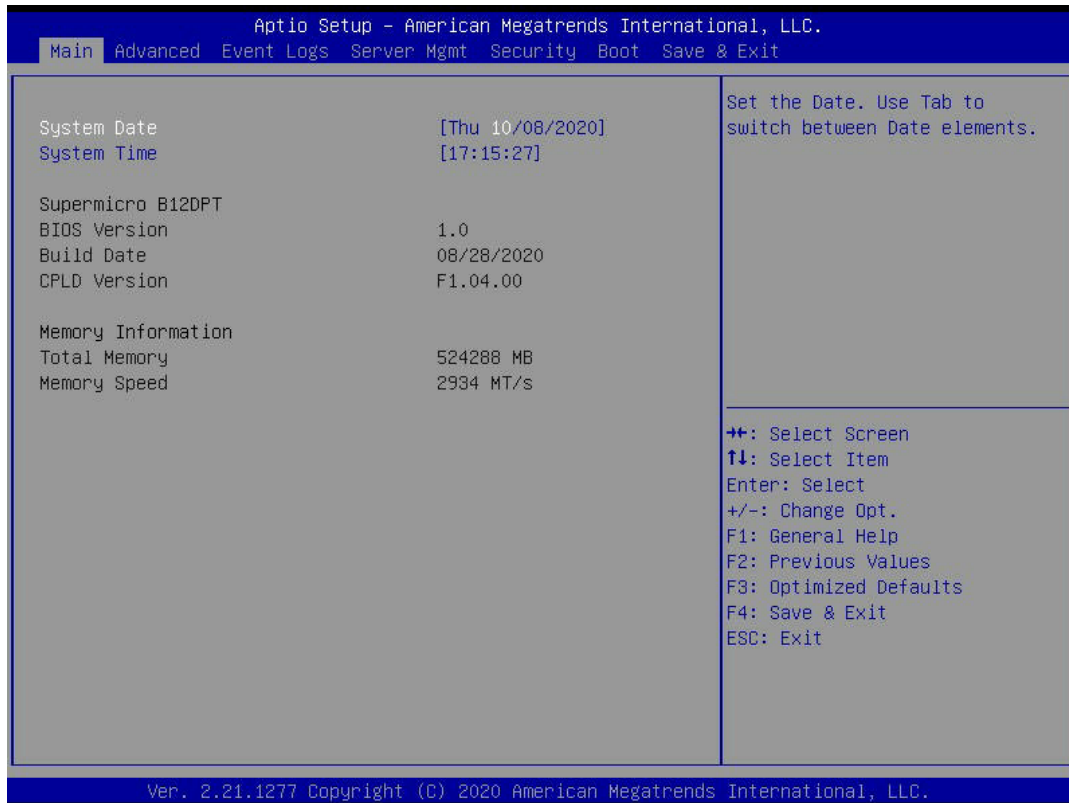 Aptio Setup – American Megatrends International, LLC.
Main Advanced Event Logs Server Mgmt Security Boot Save & Exit
System Date [Thu 10/08/2020]
System Time [17:15:27]
Supermicro B12DPT
BIOS Version 1.0
Build Date 08/28/2020
CPLD Version F1.04.00
Memory Information
Total Memory 524288 MB
Memory Speed 2934 MT/s
Set the Date. Use Tab to
switch between Date elements.
→←: Select Screen
↑↓: Select Item
Enter: Select
+/-: Change Opt.
F1: General Help
F2: Previous Values
F3: Optimized Defaults
F4: Save & Exit
ESC: Exit
Ver. 2.21.1277 Copyright (C) 2020 American Megatrends International, LLC.